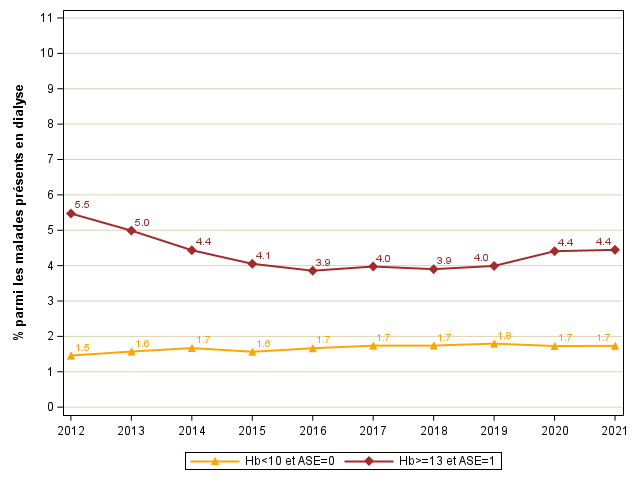 11
10
9
8
7
6
5
4
3
2
1
0
% parmi les malades présents en dialyse
5.5 5.0 4.4 4.1 3.9 4.0 3.9 4.0 4.4 4.4
1.5 1.6 1.7 1.6 1.7 1.7 1.7 1.8 1.7 1.7
2012 2013 2014 2015 2016 2017 2018 2019 2020 2021
Hb<10 et ASE=0 Hb>=13 et ASE=1